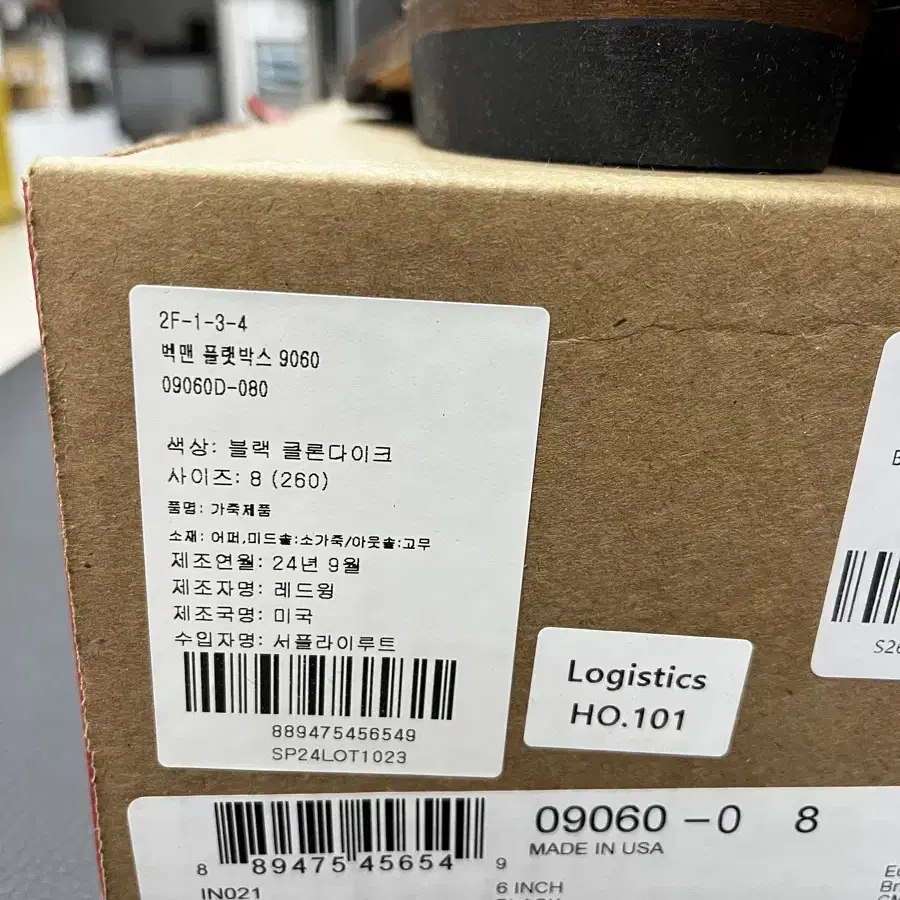 2F-1-3-4
벡맨 플랫박스 9060
09060D-080
색상: 블랙 클론다이크
사이즈: 8 (260)
품명: 가죽제품
소재: 어퍼,미드솔:소가죽/아웃솔:고무
제조연월: 24년 9월
제조자명: 레드윙
제조국명: 미국
수입자명: 서플라이루트
889475456549
SP24LOT1023
Logistics
HO.101
S26
8 89475 45654 9
09060 -0 8
MADE IN USA
IN021
6 INCH